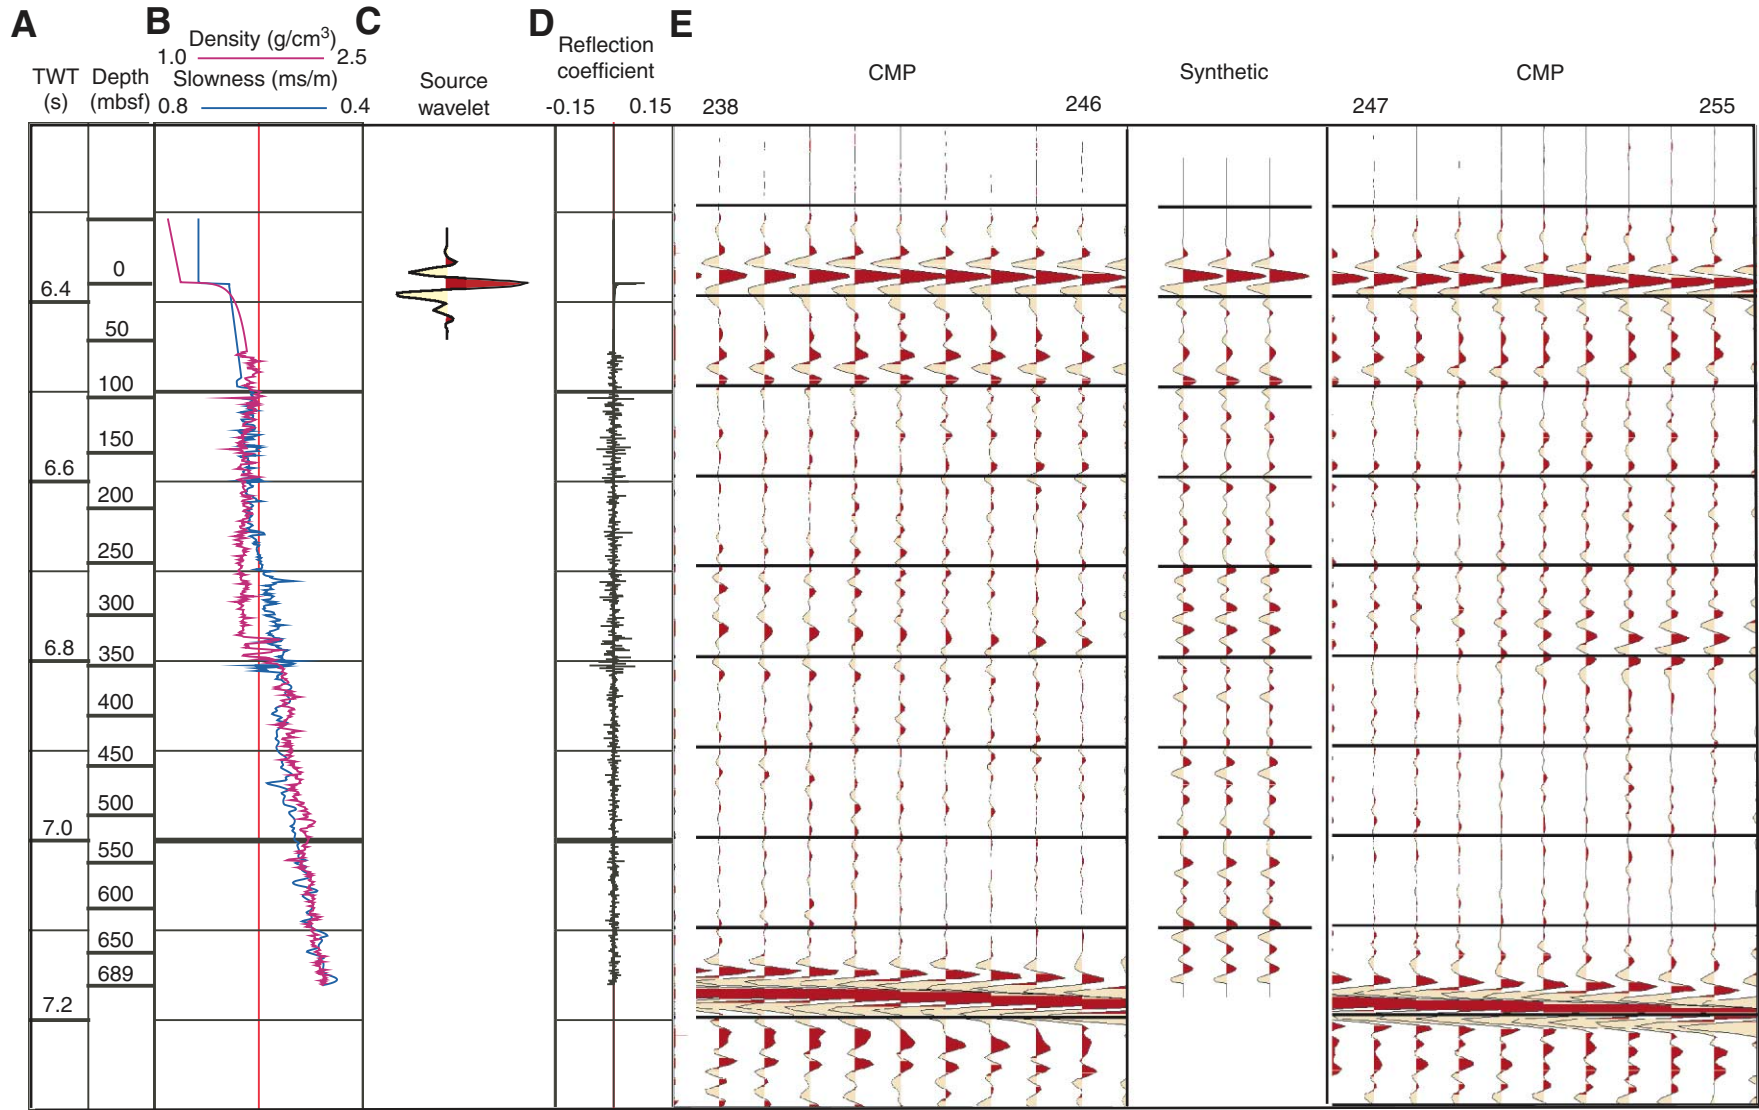 A B C D E
Density (g/cm3)
1.0 2.5
Slowness (ms/m)
0.8 0.4
TWT
(s)
Depth
(mbsf)
Source
wavelet
Reflection
coefficient
-0.15 0.15
CMP
238 246
Synthetic
CMP
247 255
0
6.4
50
100
150
6.6
200
250
300
6.8
350
400
450
500
7.0
550
600
650
689
7.2